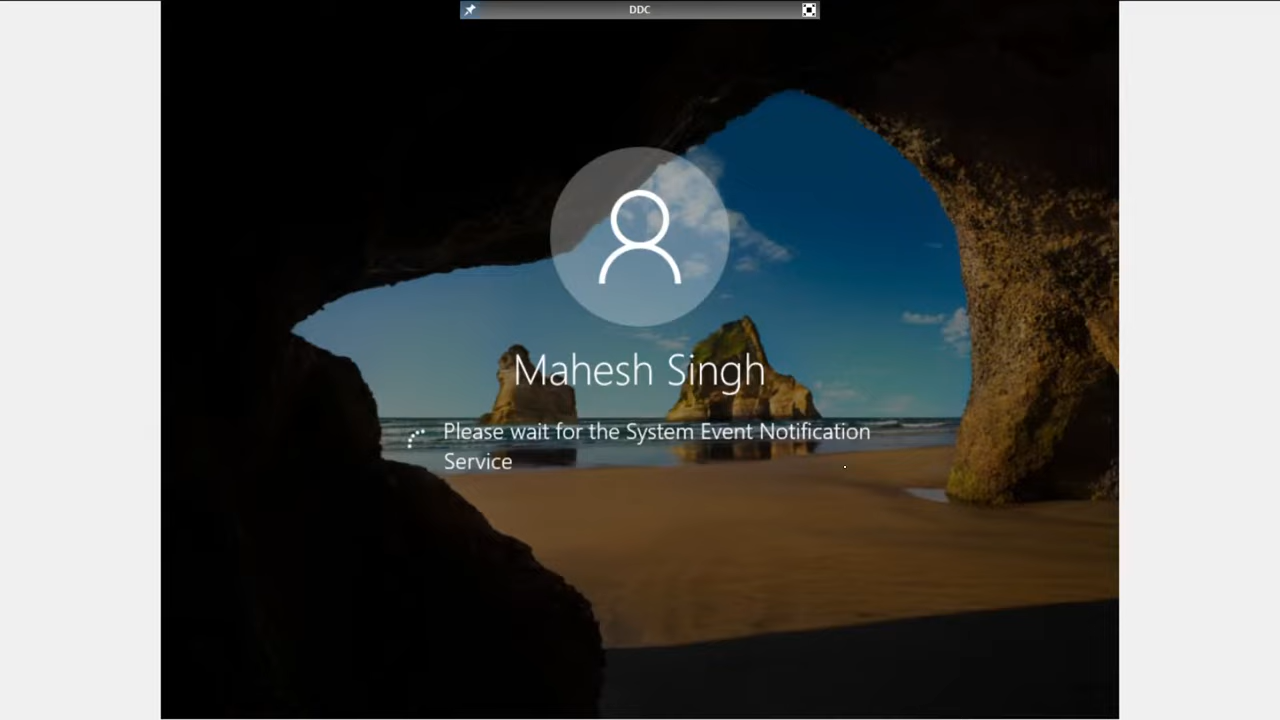 DDC
Mahesh Singh
Please wait for the System Event Notification
Service